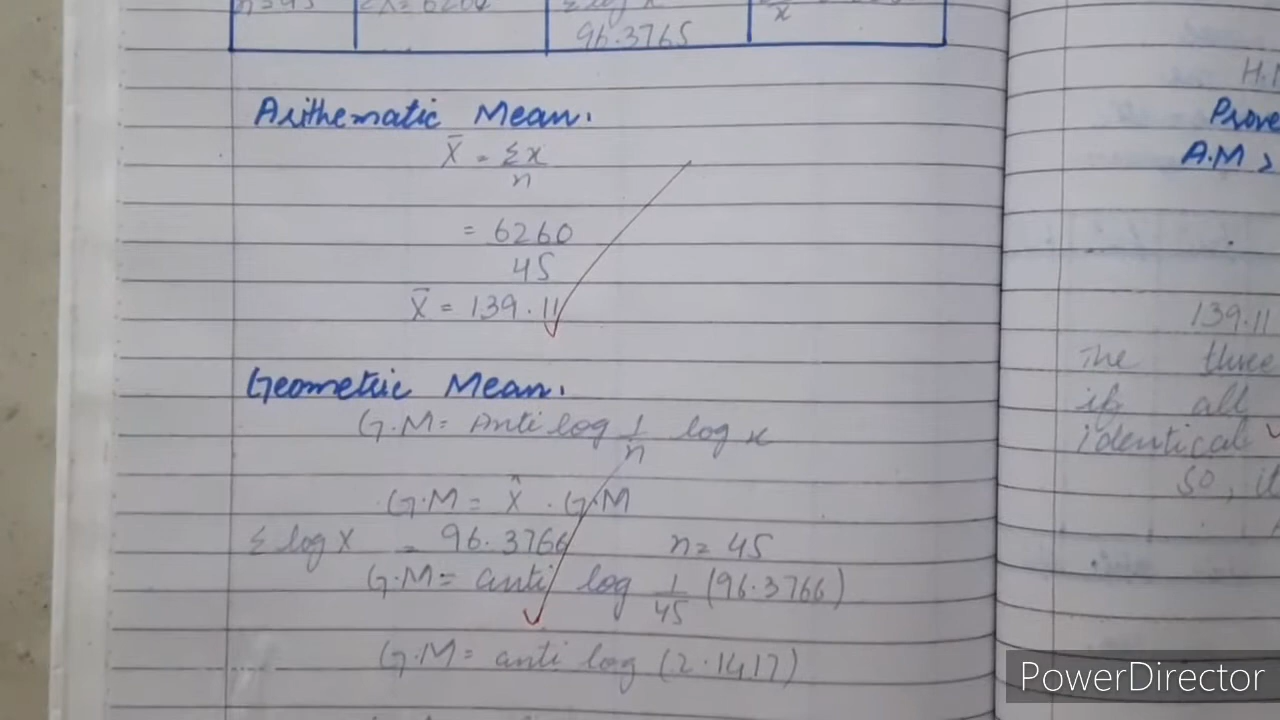 96.3765
Arithematic Mean.
X̄ = Σx
n
= 6260
45
X̄ = 139.11
Geometric Mean.
G.M = Anti log 1/n log x
G.M = X̂ . G.M
Σ log X = 96.3766 n = 45
G.M = anti log 1/45 (96.3766)
G.M = anti log (2.1417)
Prove
A.M >
139.11
The three
if all
identical
So, it
PowerDirector